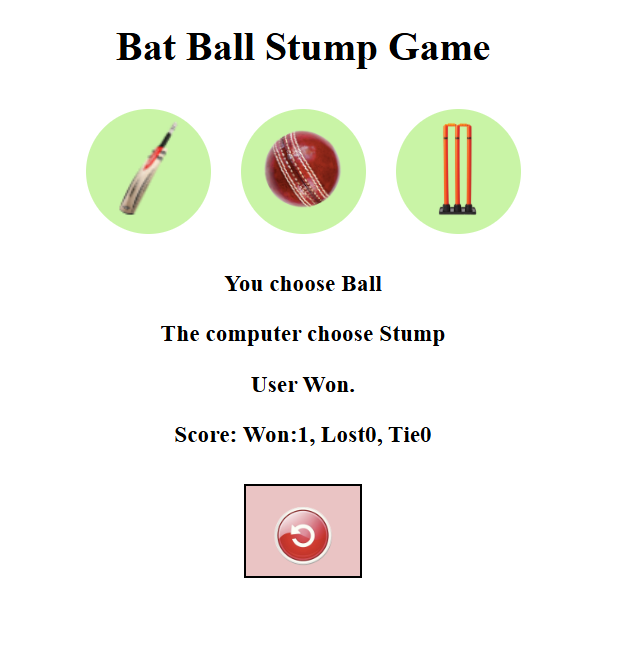 Bat Ball Stump Game
You choose Ball
The computer choose Stump
User Won.
Score: Won:1, Lost0, Tie0